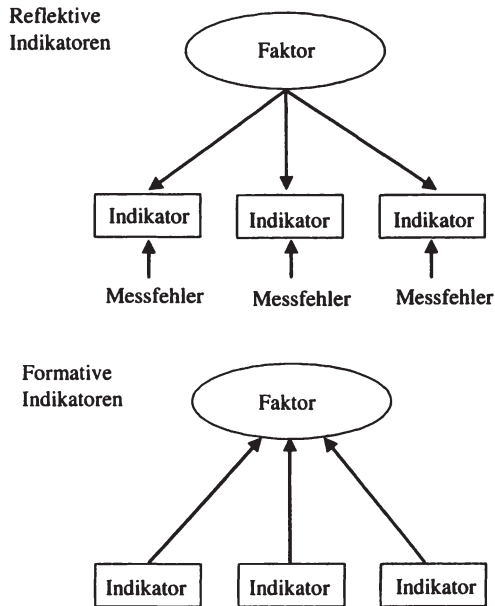 Reflektive
Indikatoren
Faktor
Indikator Indikator Indikator
Messfehler Messfehler Messfehler
Formative
Indikatoren
Faktor
Indikator Indikator Indikator